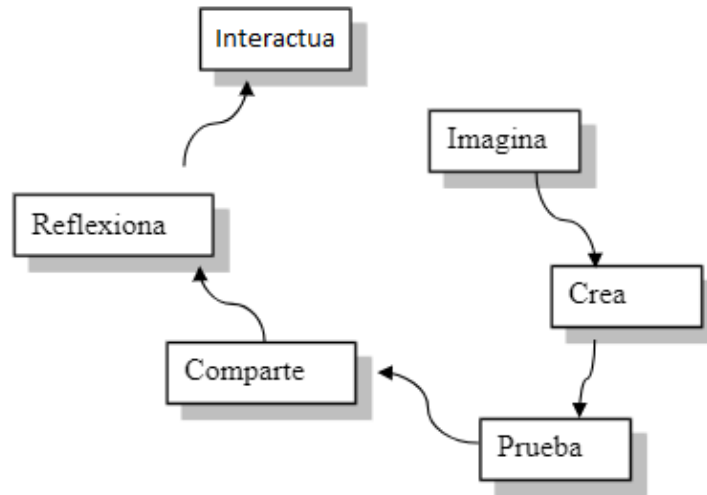 Interactua
Imagina
Reflexiona
Crea
Comparte
Prueba